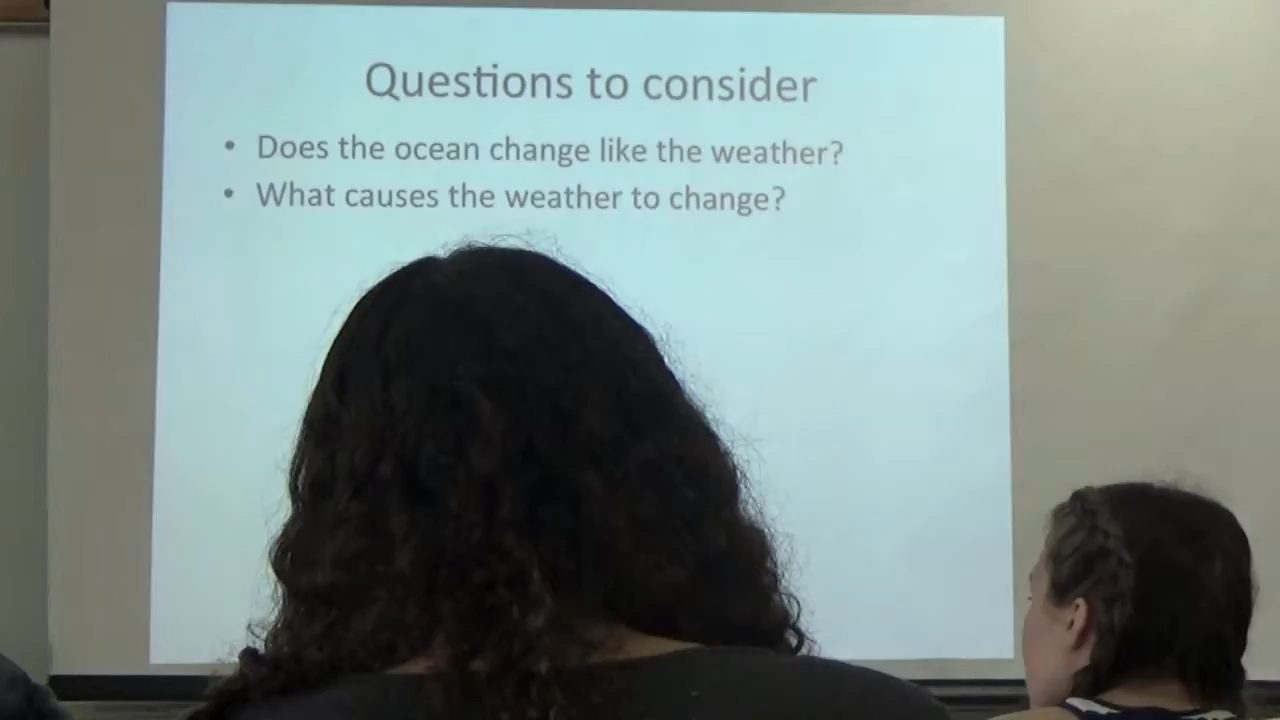 Questions to consider
• Does the ocean change like the weather?
• What causes the weather to change?